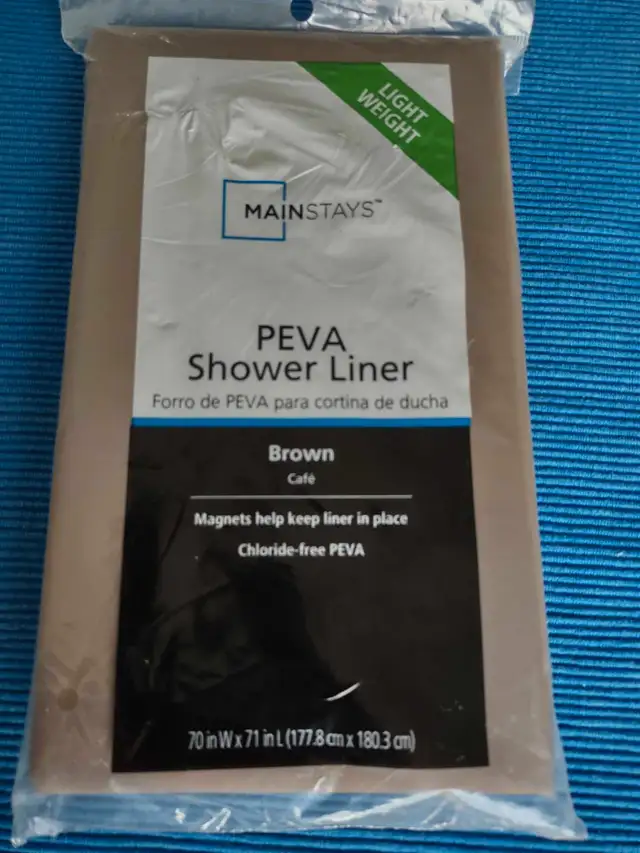 LIGHT
WEIGHT
MAINSTAYS™
PEVA
Shower Liner
Forro de PEVA para cortina de ducha
Brown
Café
Magnets help keep liner in place
Chloride-free PEVA
70 in W x 71 in L (177.8 cm x 180.3 cm)